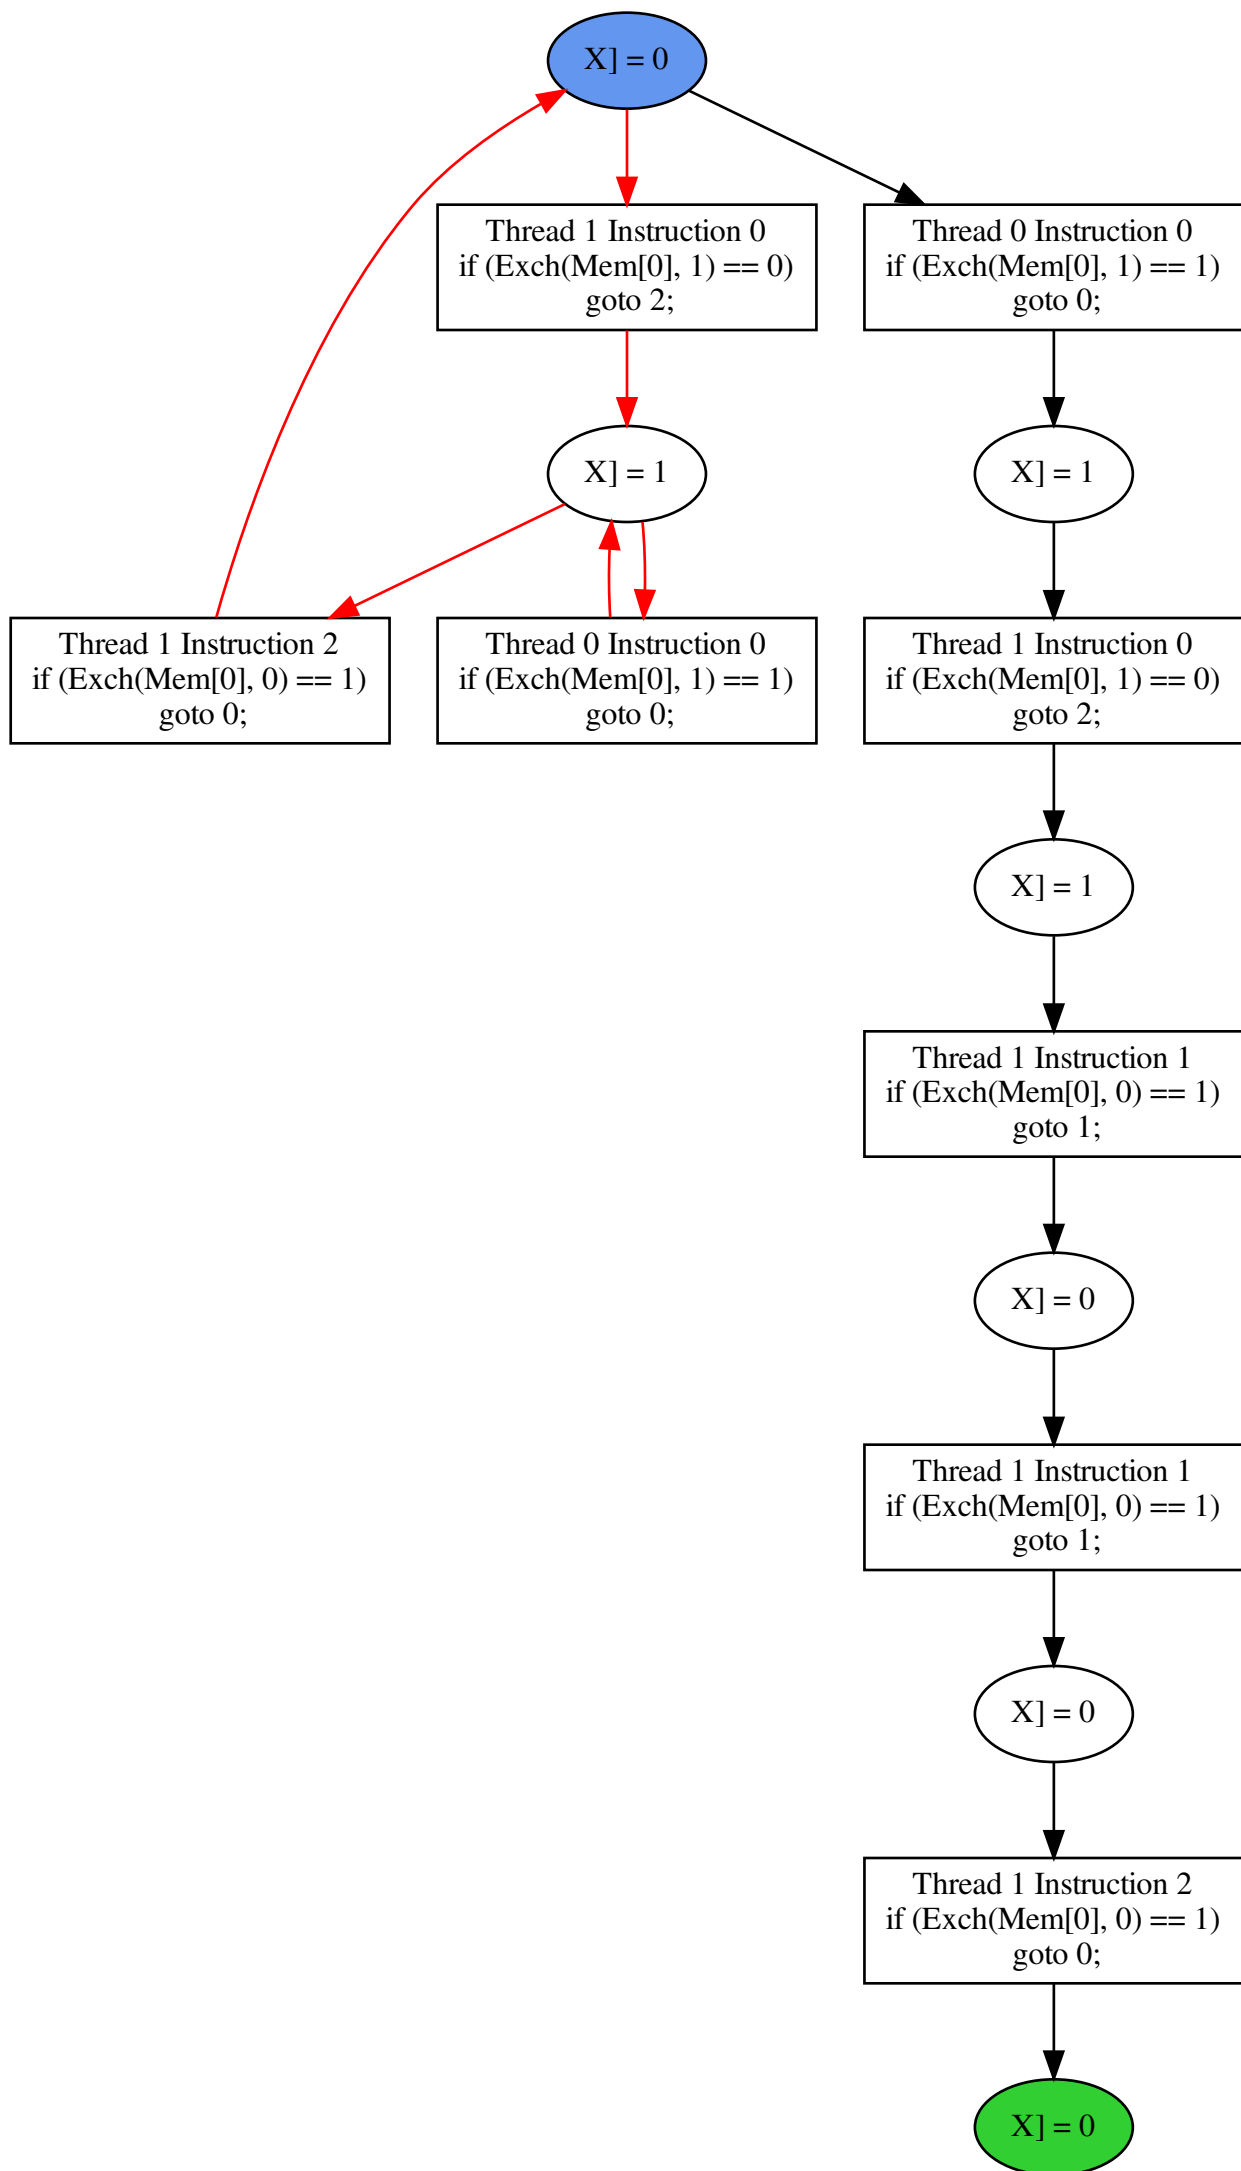 X] = 0
Thread 1 Instruction 0
if (Exch(Mem[0], 1) == 0)
goto 2;
Thread 0 Instruction 0
if (Exch(Mem[0], 1) == 1)
goto 0;
X] = 1
X] = 1
Thread 1 Instruction 2
if (Exch(Mem[0], 0) == 1)
goto 0;
Thread 0 Instruction 0
if (Exch(Mem[0], 1) == 1)
goto 0;
Thread 1 Instruction 0
if (Exch(Mem[0], 1) == 0)
goto 2;
X] = 1
Thread 1 Instruction 1
if (Exch(Mem[0], 0) == 1)
goto 1;
X] = 0
Thread 1 Instruction 1
if (Exch(Mem[0], 0) == 1)
goto 1;
X] = 0
Thread 1 Instruction 2
if (Exch(Mem[0], 0) == 1)
goto 0;
X] = 0